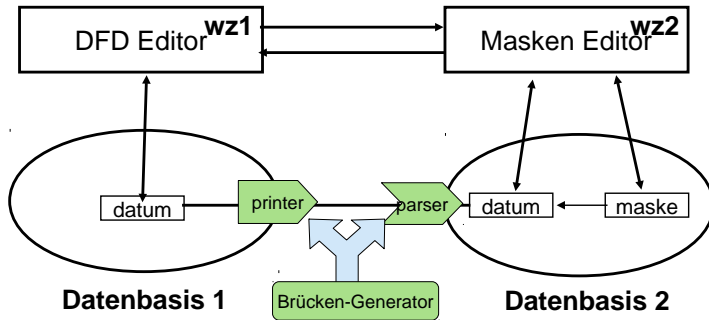 DFD Editor wz1
Masken Editor wz2
datum
printer
parser
datum
maske
Datenbasis 1
Brücken-Generator
Datenbasis 2